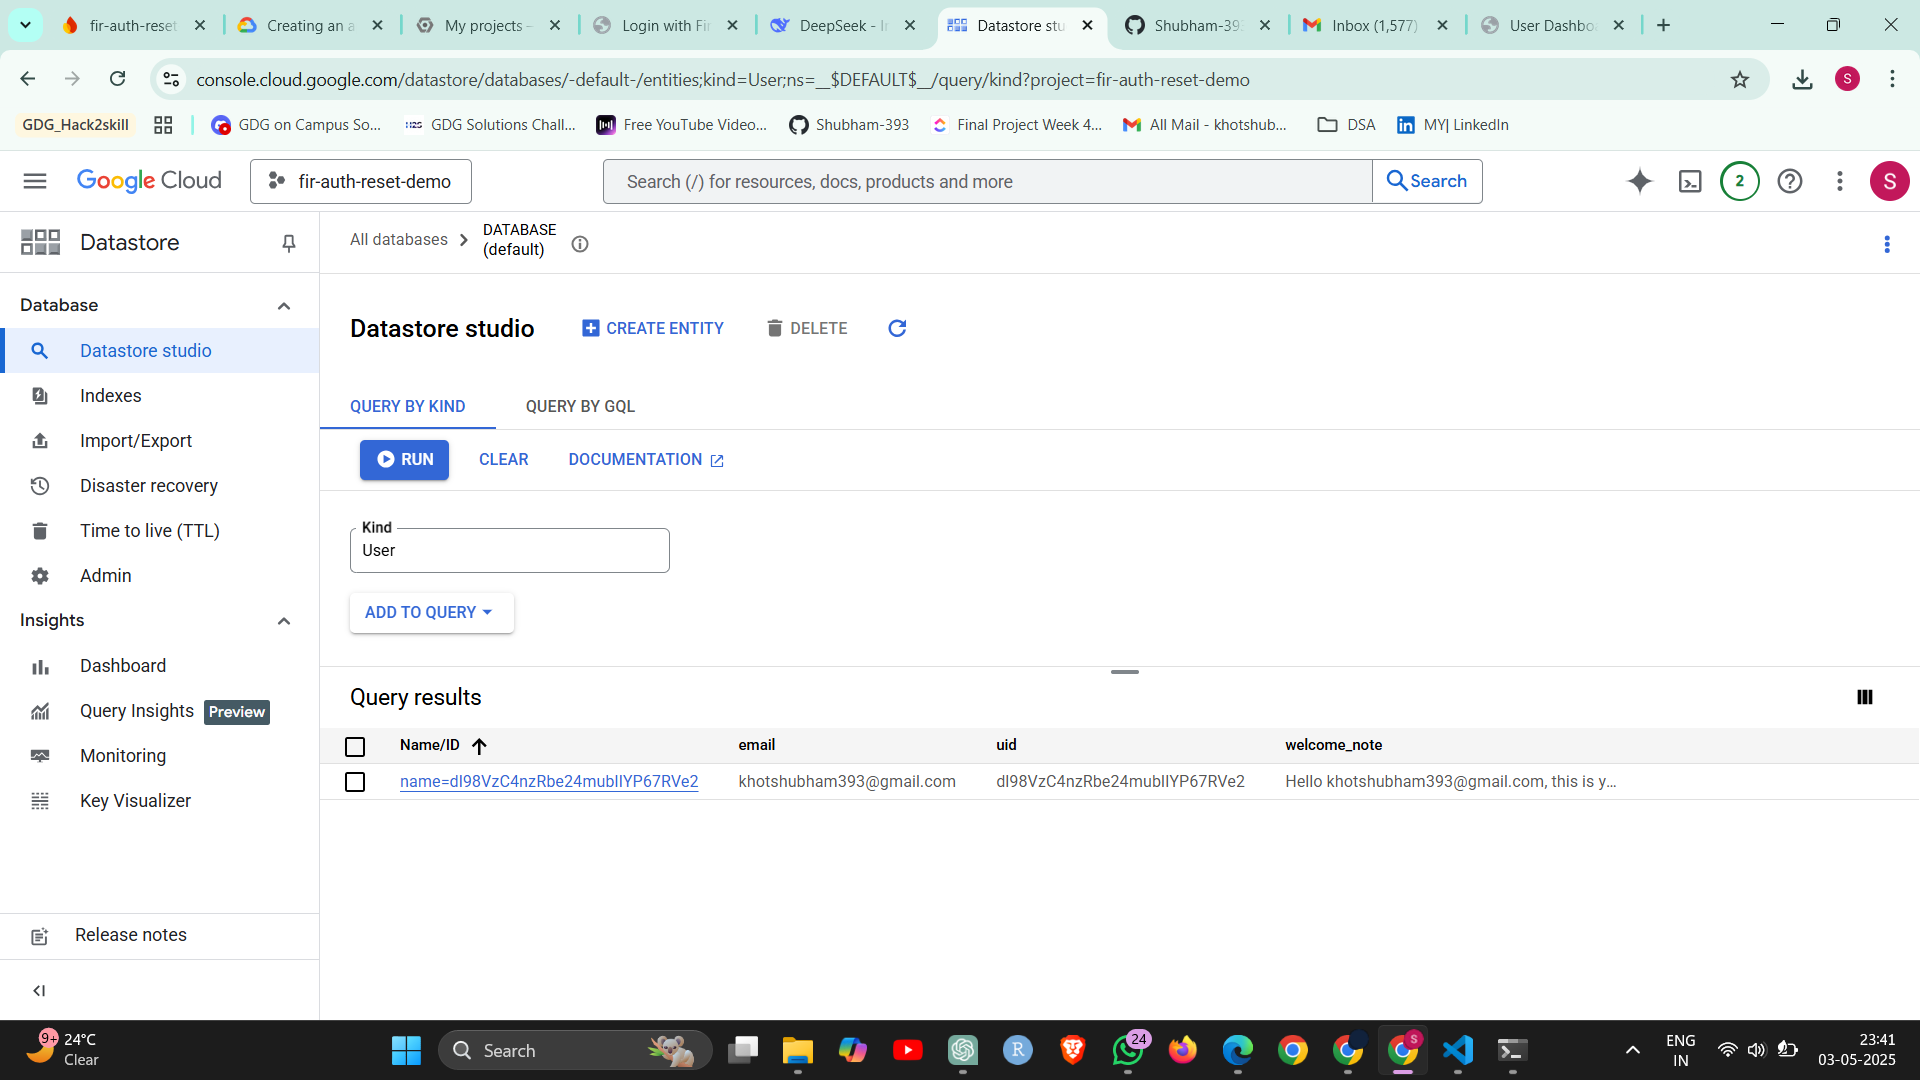 fir-auth-reset
Creating an a
My projects –
Login with Fir
DeepSeek - In
Datastore stu
Shubham-39
Inbox (1,577)
User Dashbo
console.cloud.google.com/datastore/databases/-default-/entities;kind=User;ns=__$DEFAULT$__/query/kind?project=fir-auth-reset-demo
S
GDG_Hack2skill
GDG on Campus So...
H2S
GDG Solutions Chall...
Free YouTube Video...
Shubham-393
Final Project Week 4...
All Mail - khotshub...
DSA
MY| LinkedIn
Google Cloud
fir-auth-reset-demo
Search (/) for resources, docs, products and more
Search
2
S
Datastore
All databases
DATABASE
(default)
Database
Datastore studio
Indexes
Import/Export
Disaster recovery
Time to live (TTL)
Admin
Insights
Dashboard
Query Insights Preview
Monitoring
Key Visualizer
Release notes
Datastore studio
CREATE ENTITY
DELETE
QUERY BY KIND
QUERY BY GQL
RUN
CLEAR
DOCUMENTATION
Kind
User
ADD TO QUERY
Query results
Name/ID email uid welcome_note
name=dl98VzC4nzRbe24mubIlYP67RVe2 khotshubham393@gmail.com dl98VzC4nzRbe24mubIlYP67RVe2 Hello khotshubham393@gmail.com, this is y...
9+
24°C
Clear
Search
R
24
S
ENG
IN
23:41
03-05-2025